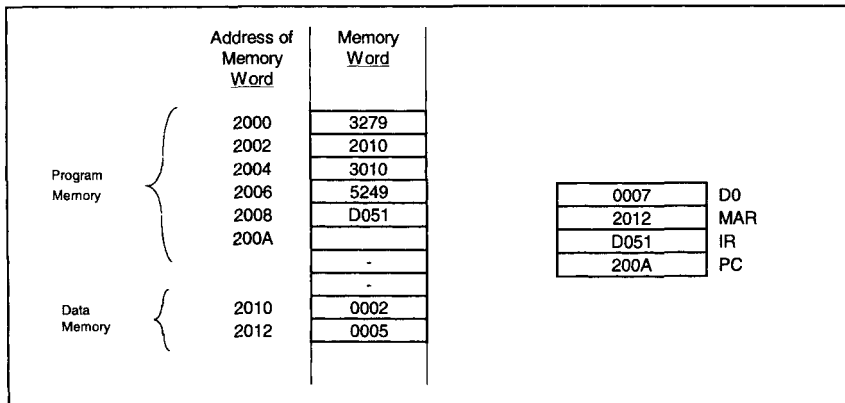 Address of Memory Word
Memory Word
Program Memory
2000 3279
2002 2010
2004 3010
2006 5249
2008 D051
200A
-
-
Data Memory
2010 0002
2012 0005
0007 D0
2012 MAR
D051 IR
200A PC